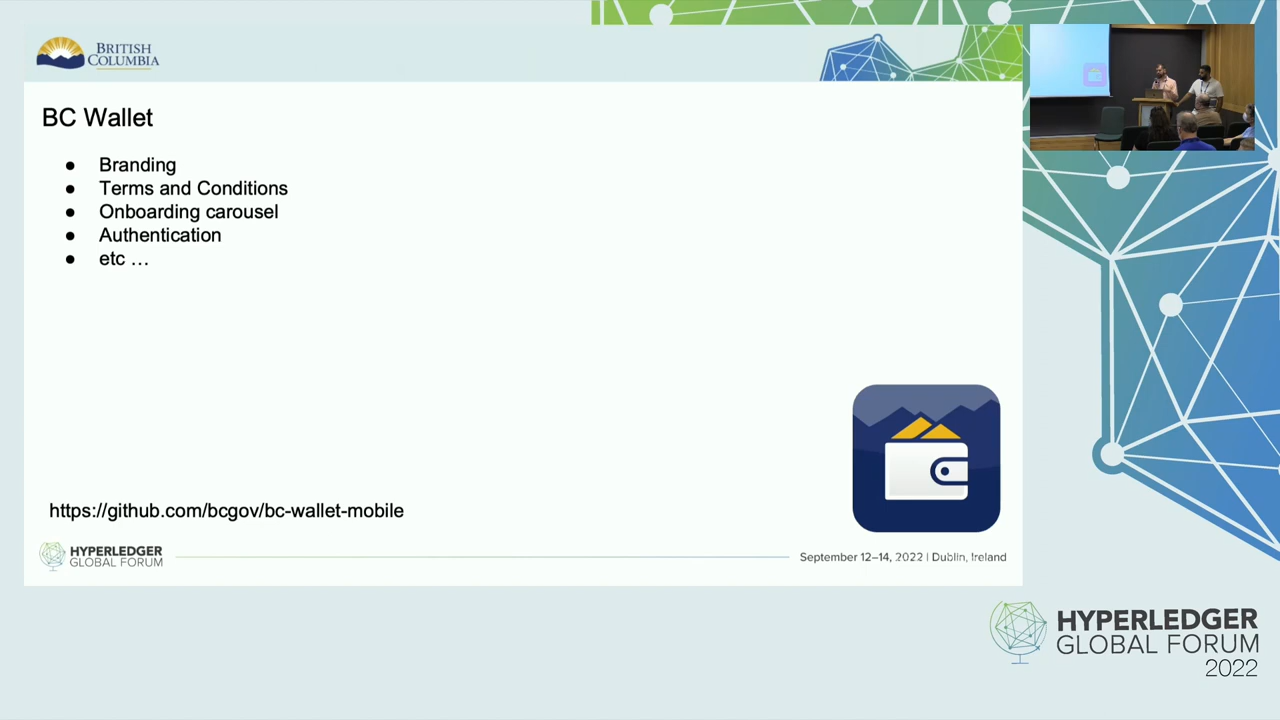 BRITISH
COLUMBIA
BC Wallet
● Branding
● Terms and Conditions
● Onboarding carousel
● Authentication
● etc …
https://github.com/bcgov/bc-wallet-mobile
HYPERLEDGER
GLOBAL FORUM
September 12–14, 2022 | Dublin, Ireland
HYPERLEDGER
GLOBAL FORUM
2022